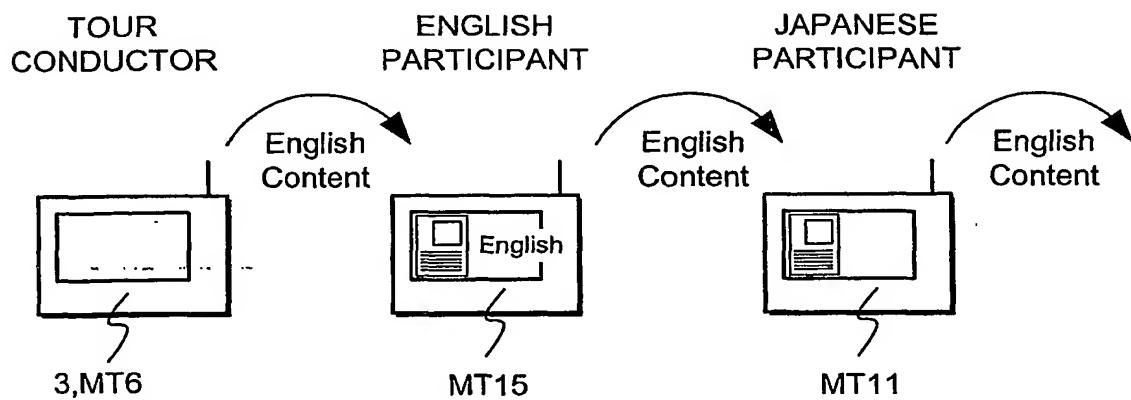 TOUR
CONDUCTOR
ENGLISH
PARTICIPANT
JAPANESE
PARTICIPANT
English
Content
English
Content
English
Content
English
3,MT6
MT15
MT11